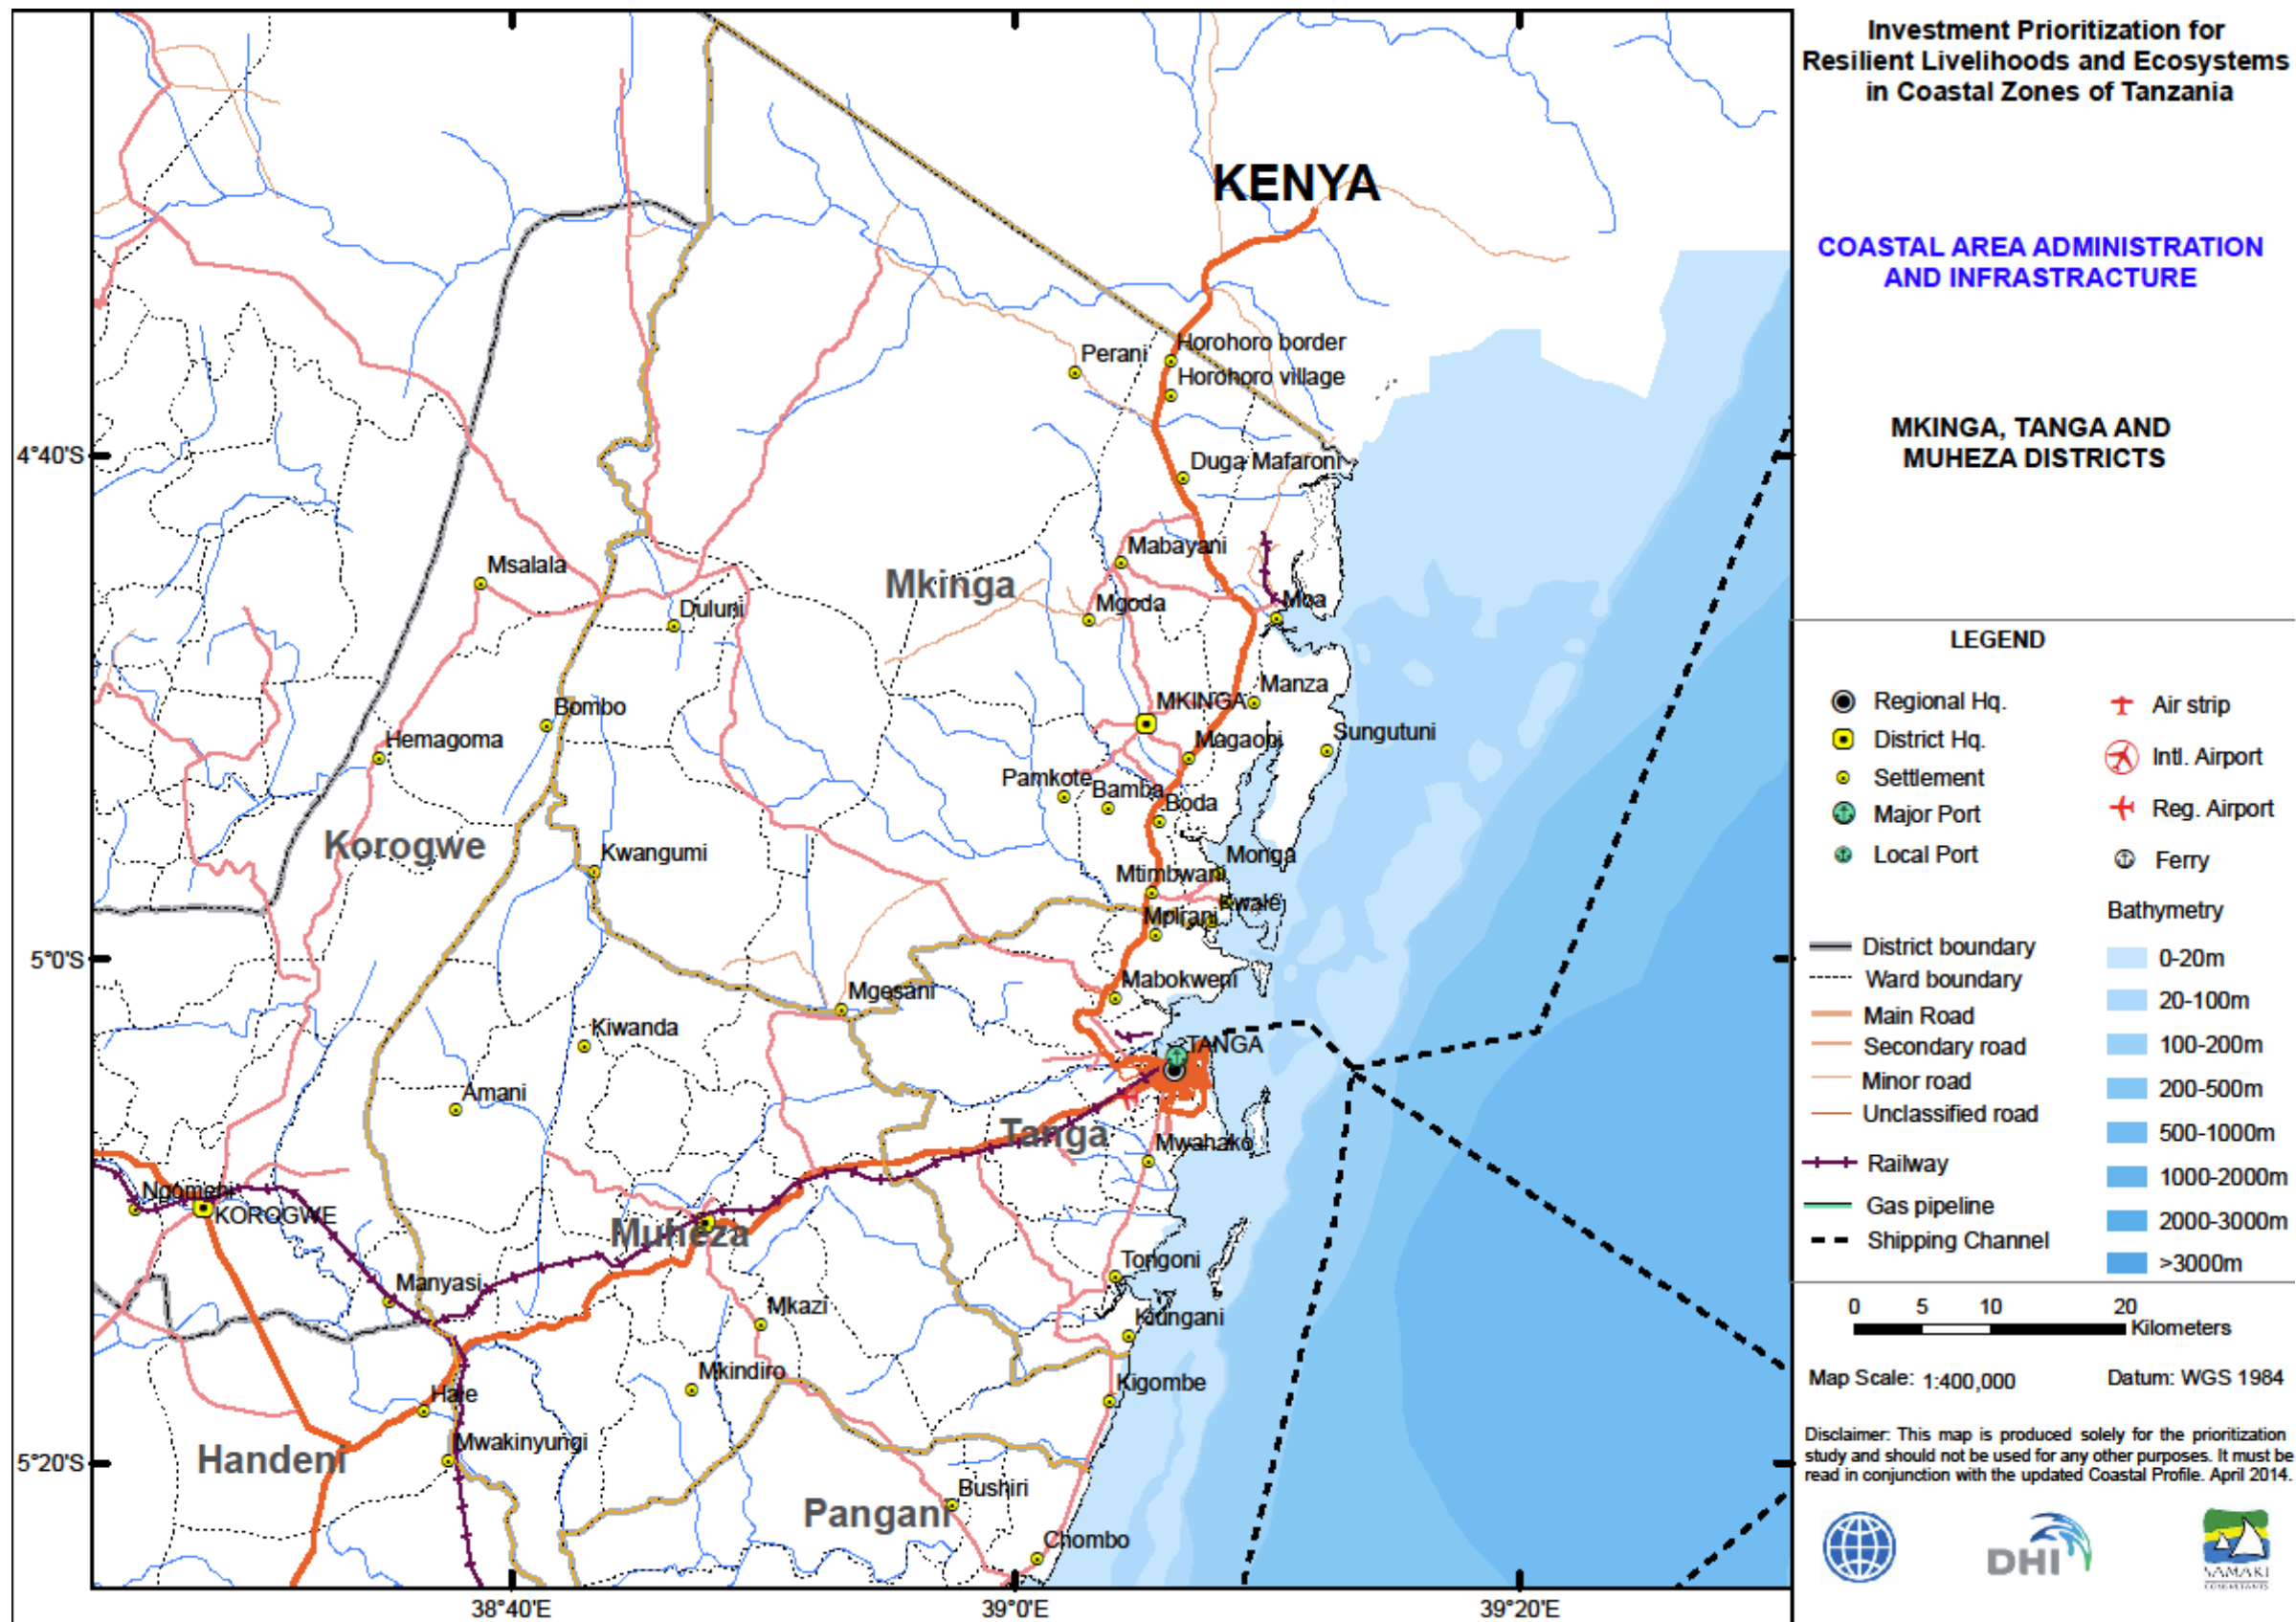 Investment Prioritization for
Resilient Livelihoods and Ecosystems
in Coastal Zones of Tanzania
COASTAL AREA ADMINISTRATION
AND INFRASTRACTURE
MKINGA, TANGA AND
MUHEZA DISTRICTS
KENYA
Horohoro border
Perani
Horohoro village
4°40'S
Duga Mafaroni
Mabayani
Msalala
Mkinga
Duluni
Mgoda
Moa
Manza
MKINGA
Bombo
Sungutuni
Hemagoma
Magaoni
Pamkote
Bamba
Boda
Korogwe
Kwangumi
Monga
Mtimbwani
Kwale
Mpirani
5°0'S
Mabokweni
Mgesani
Kiwanda
TANGA
Amani
Tanga
Mwahako
Ngomeni
KOROGWE
Muheza
Tongoni
Manyasi
Mkazi
Kiungani
Mkindiro
Kigombe
Hale
Mwakinyungi
Handeni
5°20'S
Bushiri
Pangani
Chombo
38°40'E
39°0'E
39°20'E
LEGEND
Regional Hq.
District Hq.
Settlement
Major Port
Local Port
Air strip
Intl. Airport
Reg. Airport
Ferry
District boundary
Ward boundary
Main Road
Secondary road
Minor road
Unclassified road
Railway
Gas pipeline
Shipping Channel
Bathymetry
0-20m
20-100m
100-200m
200-500m
500-1000m
1000-2000m
2000-3000m
>3000m
0 5 10 20
Kilometers
Map Scale: 1:400,000 Datum: WGS 1984
Disclaimer: This map is produced solely for the prioritization
study and should not be used for any other purposes. It must be
read in conjunction with the updated Coastal Profile. April 2014.
DHI
SAMAKI
CONSULTANTS